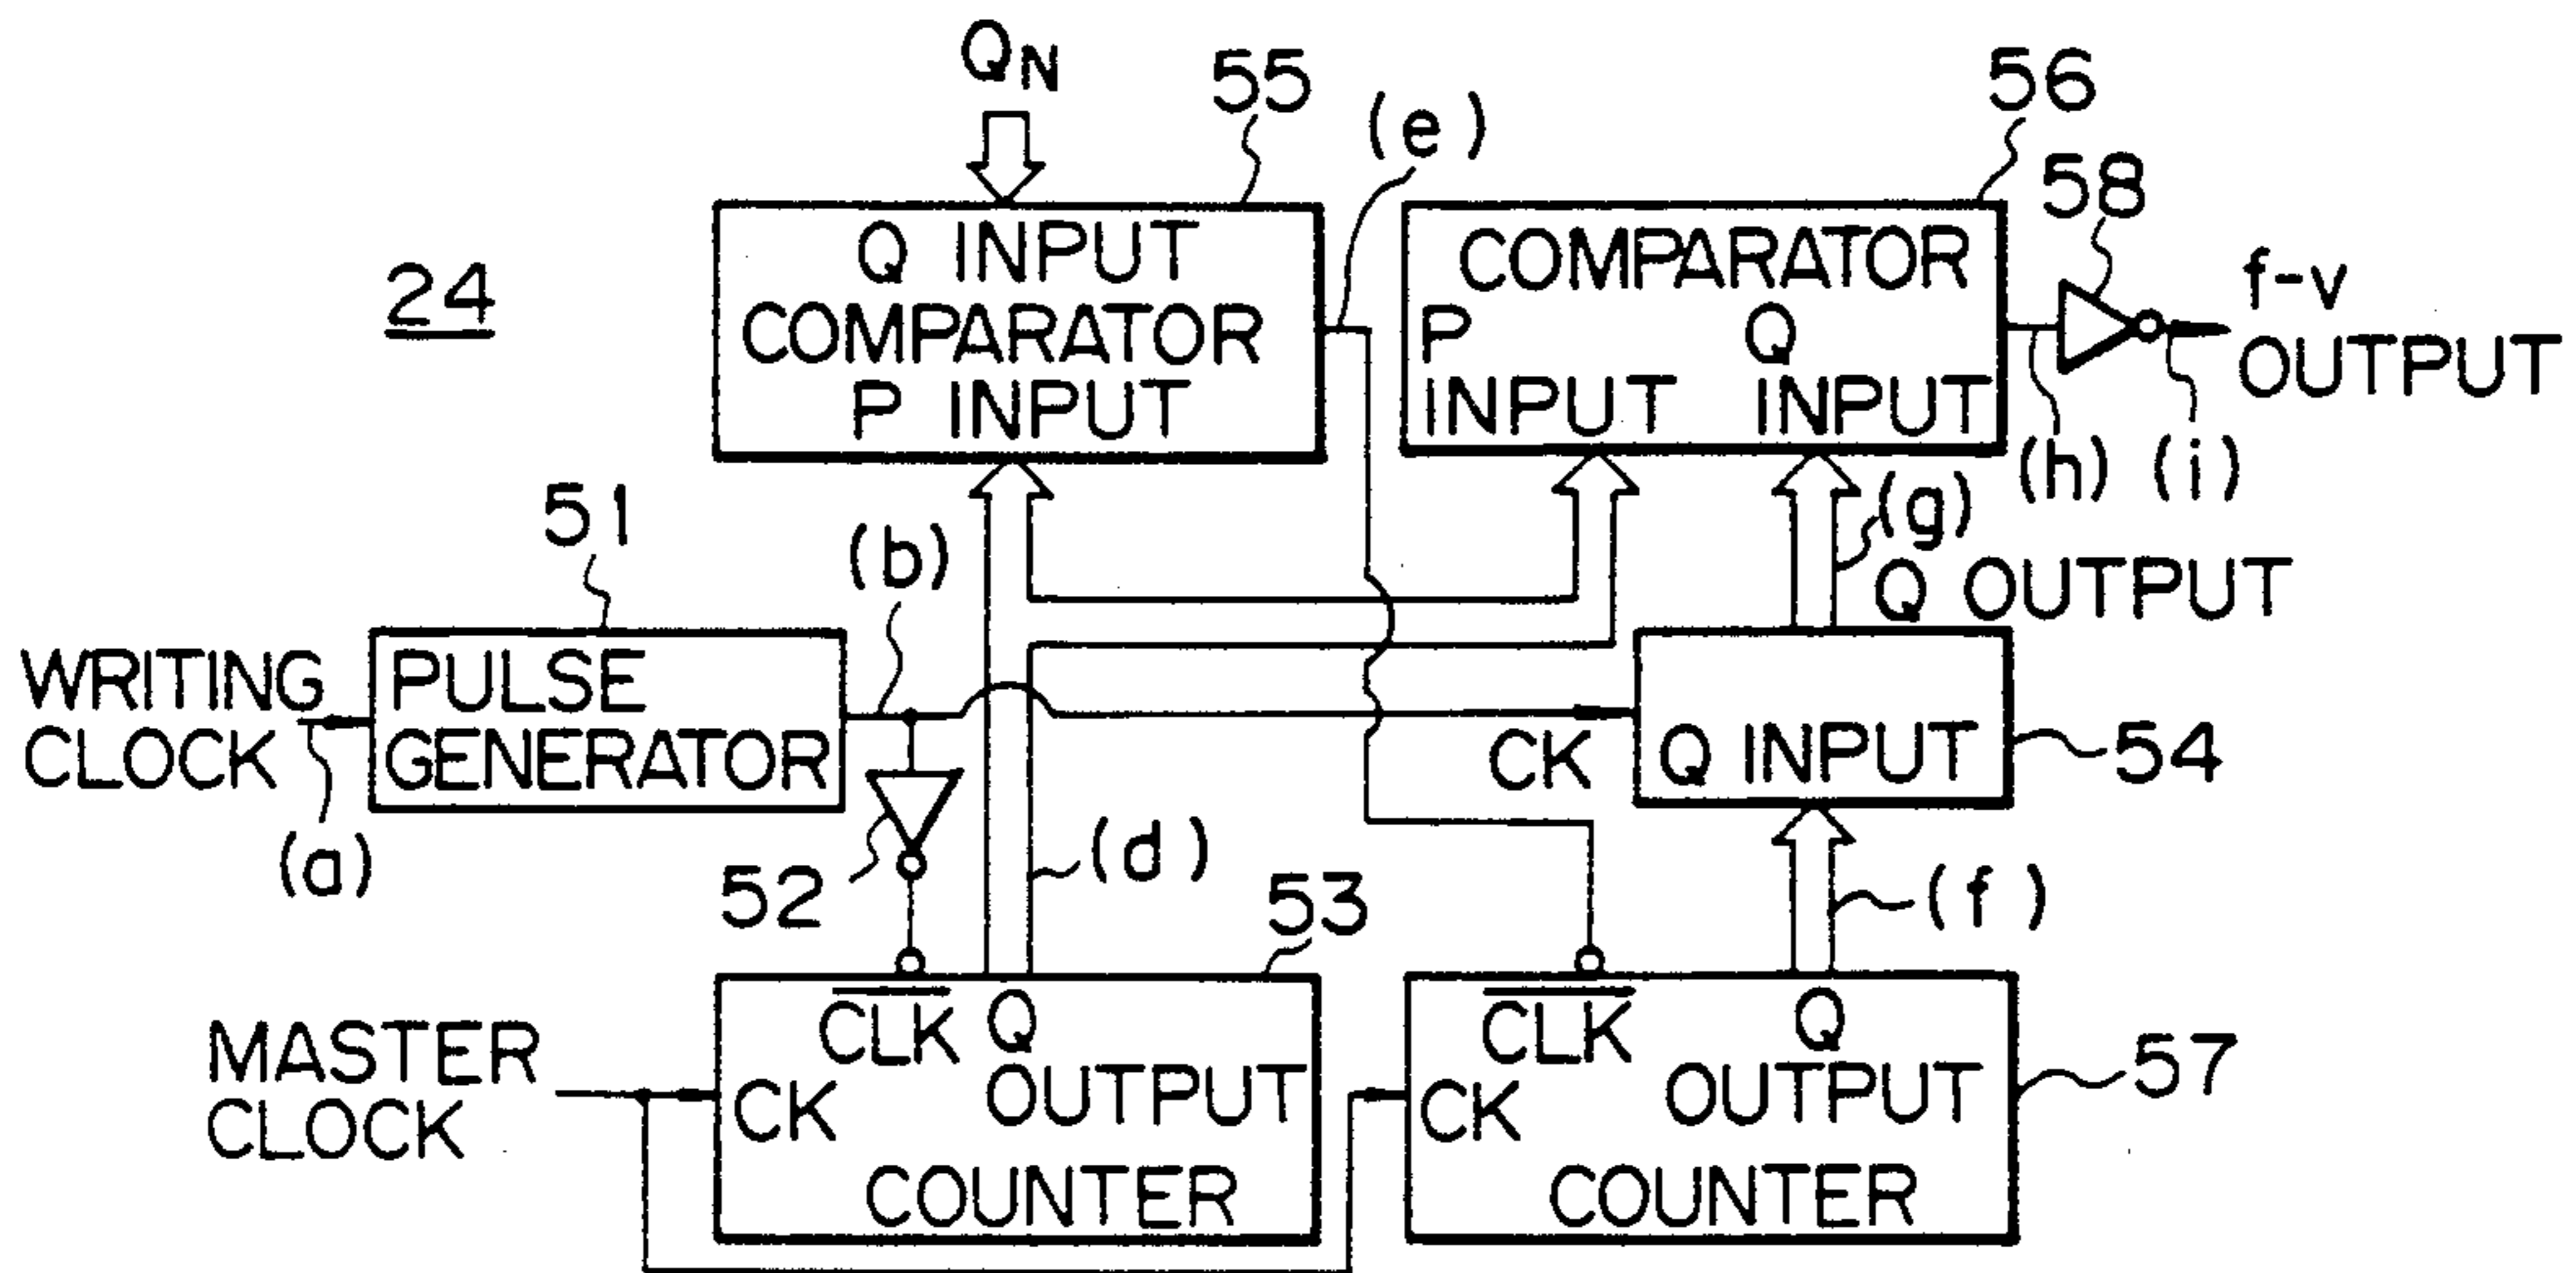 Q_N
55
(e)
56
58
24
Q INPUT
COMPARATOR
P INPUT
COMPARATOR
P Q
INPUT INPUT
f-v
OUTPUT
(h) (i)
51
(b)
(g)
Q OUTPUT
WRITING
CLOCK
(a)
PULSE
GENERATOR
CK
Q INPUT
54
52
(d)
53
(f)
MASTER
CLOCK
CLK Q
OUTPUT
CK
COUNTER
CLK Q
OUTPUT
CK
COUNTER
57